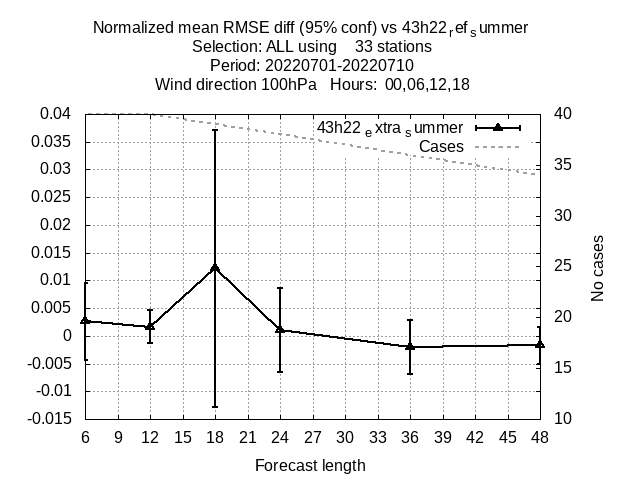 Normalized mean RMSE diff (95% conf) vs 43h22ᵣefₛummer
Selection: ALL using 33 stations
Period: 20220701-20220710
Wind direction 100hPa Hours: 00,06,12,18
43h22ₑxtraₛummer
Cases
0.04
0.035
0.03
0.025
0.02
0.015
0.01
0.005
0
-0.005
-0.01
-0.015
40
35
30
25
20
15
10
No cases
6 9 12 15 18 21 24 27 30 33 36 39 42 45 48
Forecast length